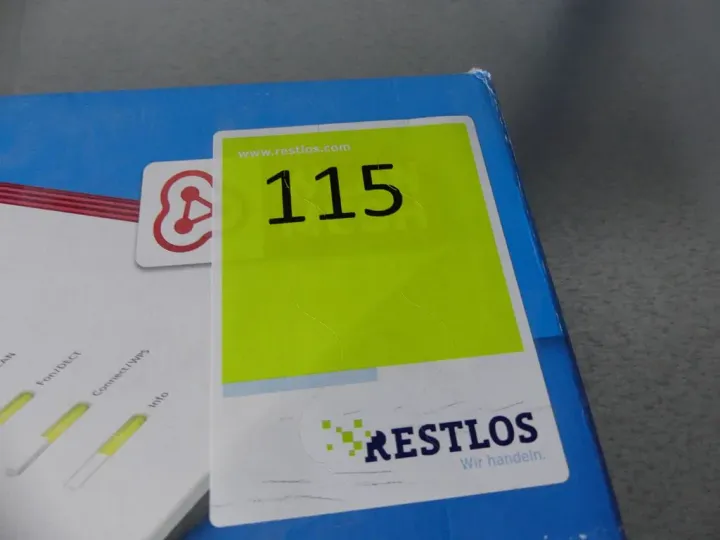 www.restlos.com
115
RESTLOS
Wir handeln.
Fon/DECT
Connect/WPS
Info